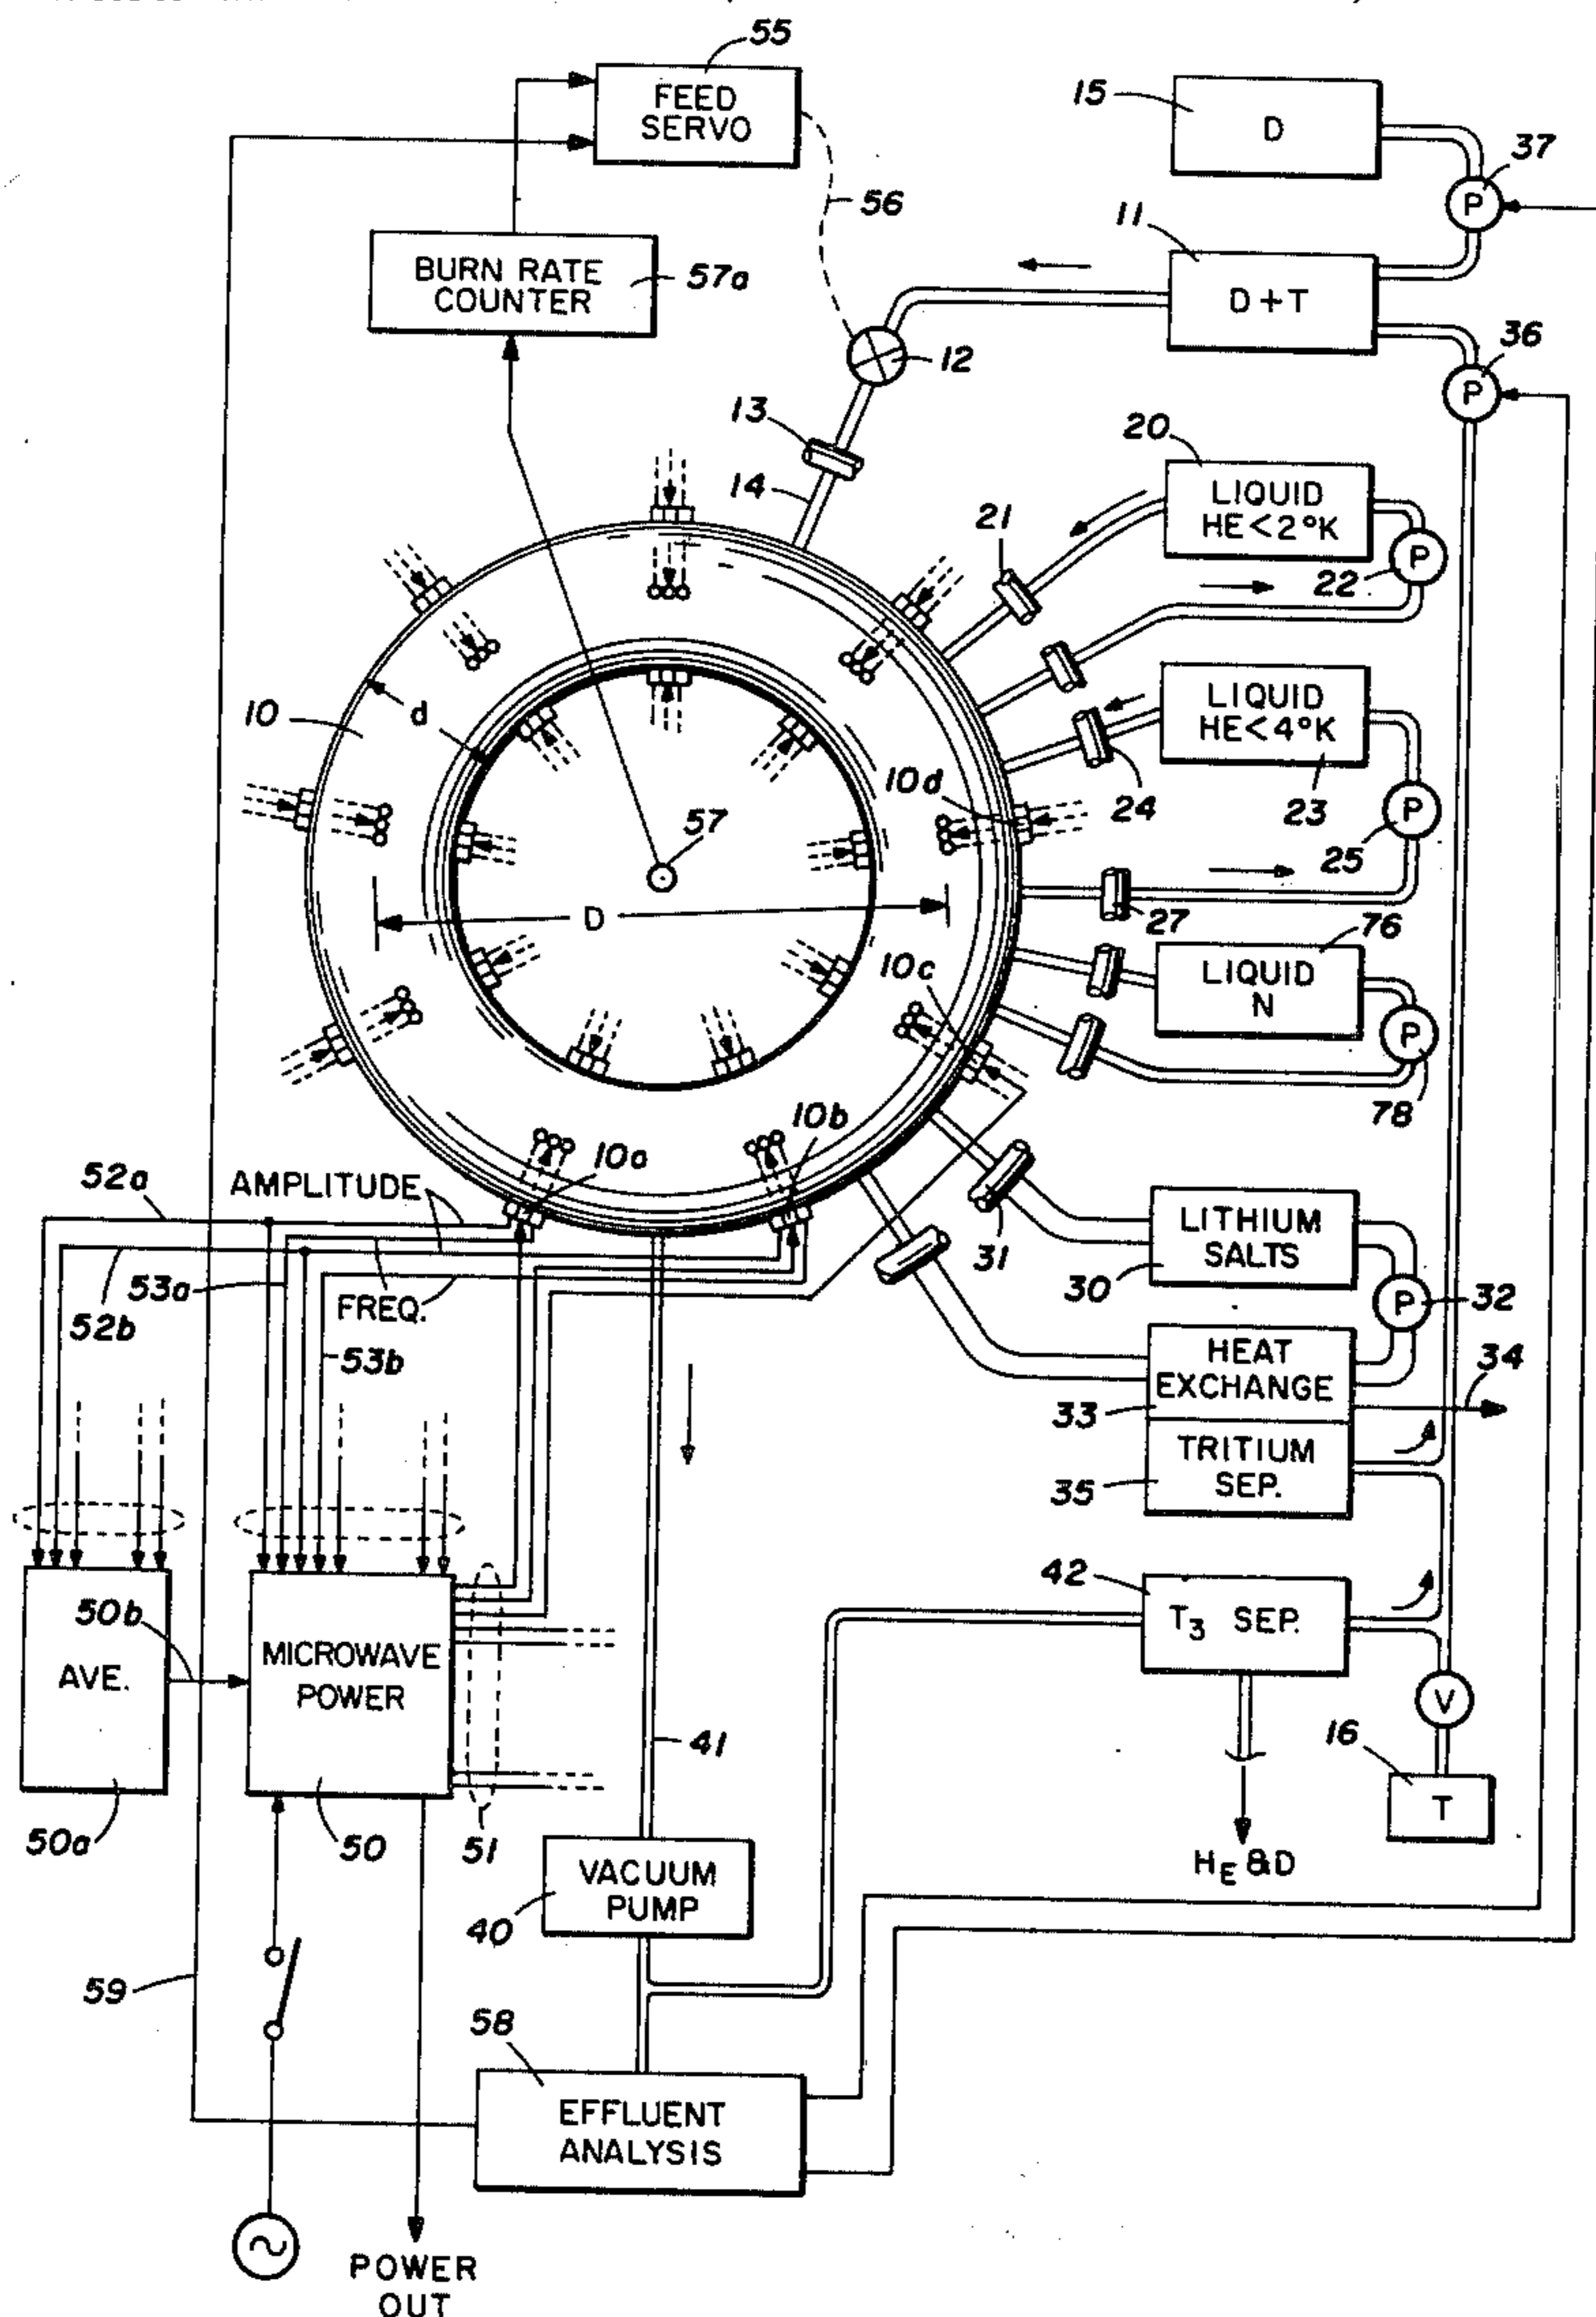 55
FEED
SERVO
15
D
37
P
56
11
D+T
BURN RATE
COUNTER
57a
12
36
P
13
14
20
LIQUID
HE<2°K
21
22
P
10
d
LIQUID
HE<4°K
24
23
P
25
10d
57
D
27
76
LIQUID
N
10c
P
78
10a
10b
52a
AMPLITUDE
31
LITHIUM
SALTS
30
P
32
53a
52b
FREQ.
53b
HEAT
EXCHANGE
33
34
TRITIUM
SEP.
35
42
T3 SEP.
50b
AVE.
MICROWAVE
POWER
V
41
16
T
50a
50
51
HE&D
VACUUM
PUMP
40
59
58
EFFLUENT
ANALYSIS
POWER
OUT